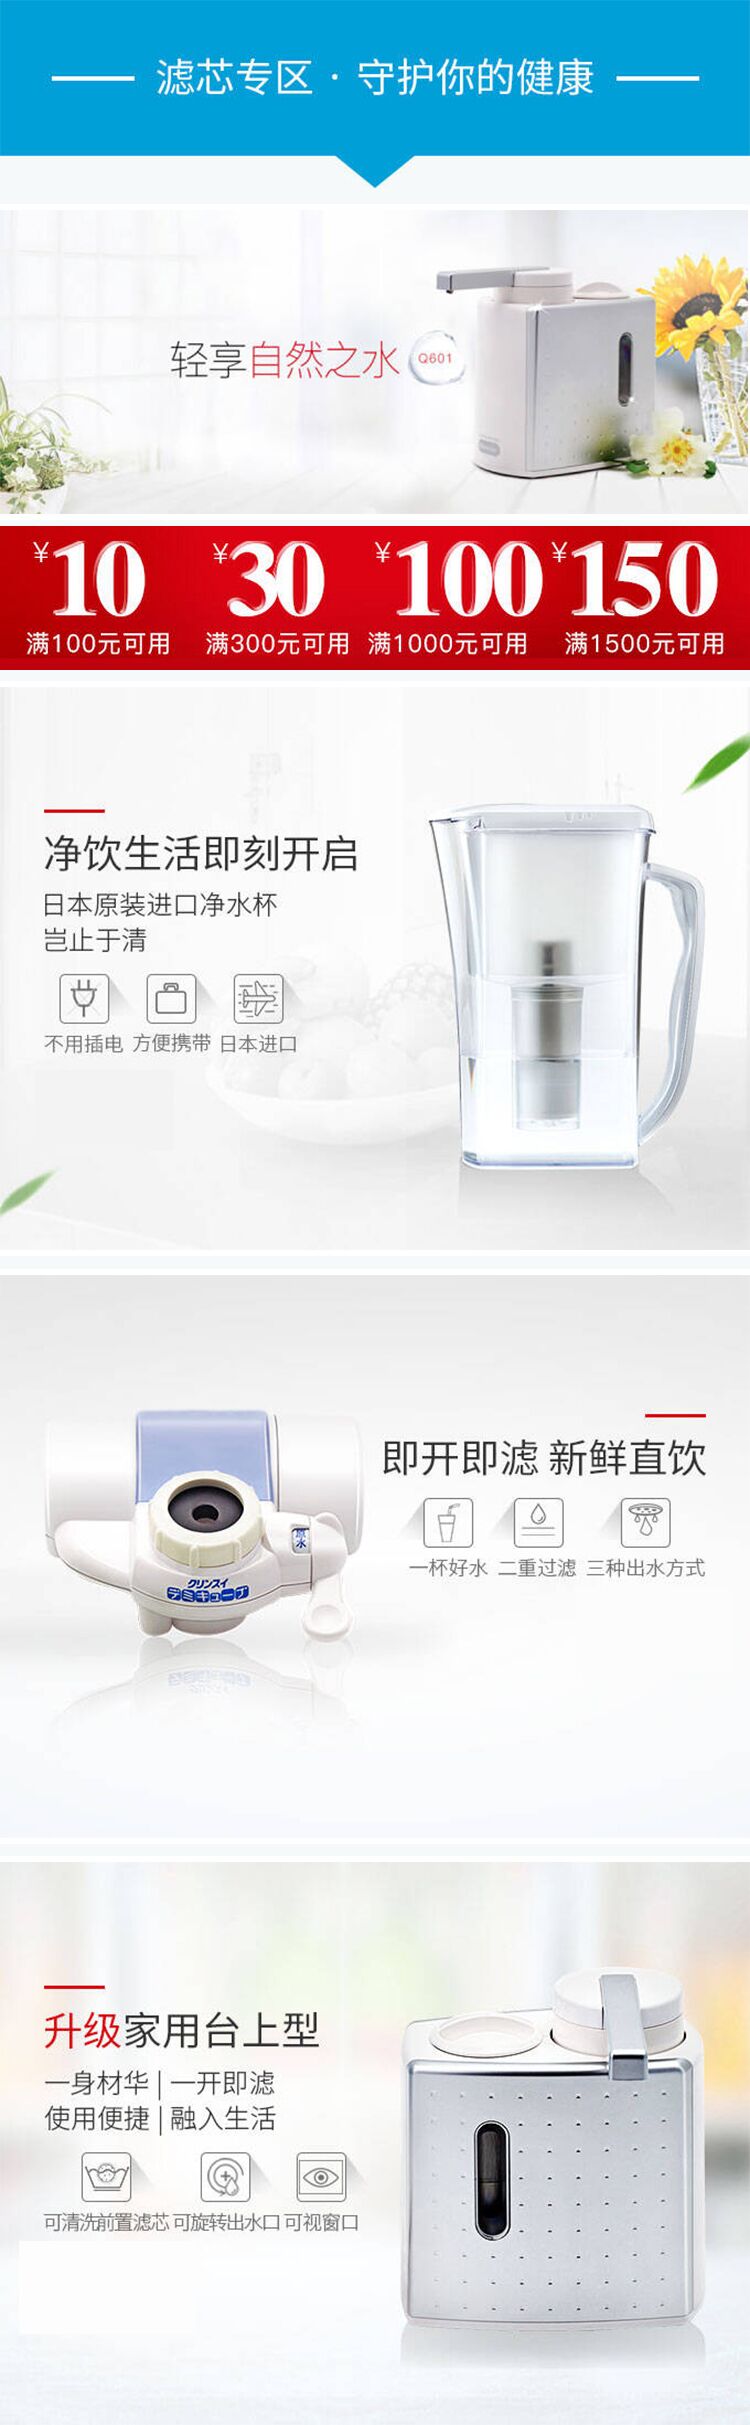 滤芯专区 · 守护你的健康
轻享自然之水 Q601
¥10 ¥30 ¥100 ¥150
满100元可用 满300元可用 满1000元可用 满1500元可用
净饮生活即刻开启
日本原装进口净水杯
岂止于清
不用插电 方便携带 日本进口
即开即滤 新鲜直饮
一杯好水 二重过滤 三种出水方式
原水
クリンスイ
デミキューブ
升级家用台上型
一身材华 | 一开即滤
使用便捷 | 融入生活
可清洗前置滤芯 可旋转出水口 可视窗口